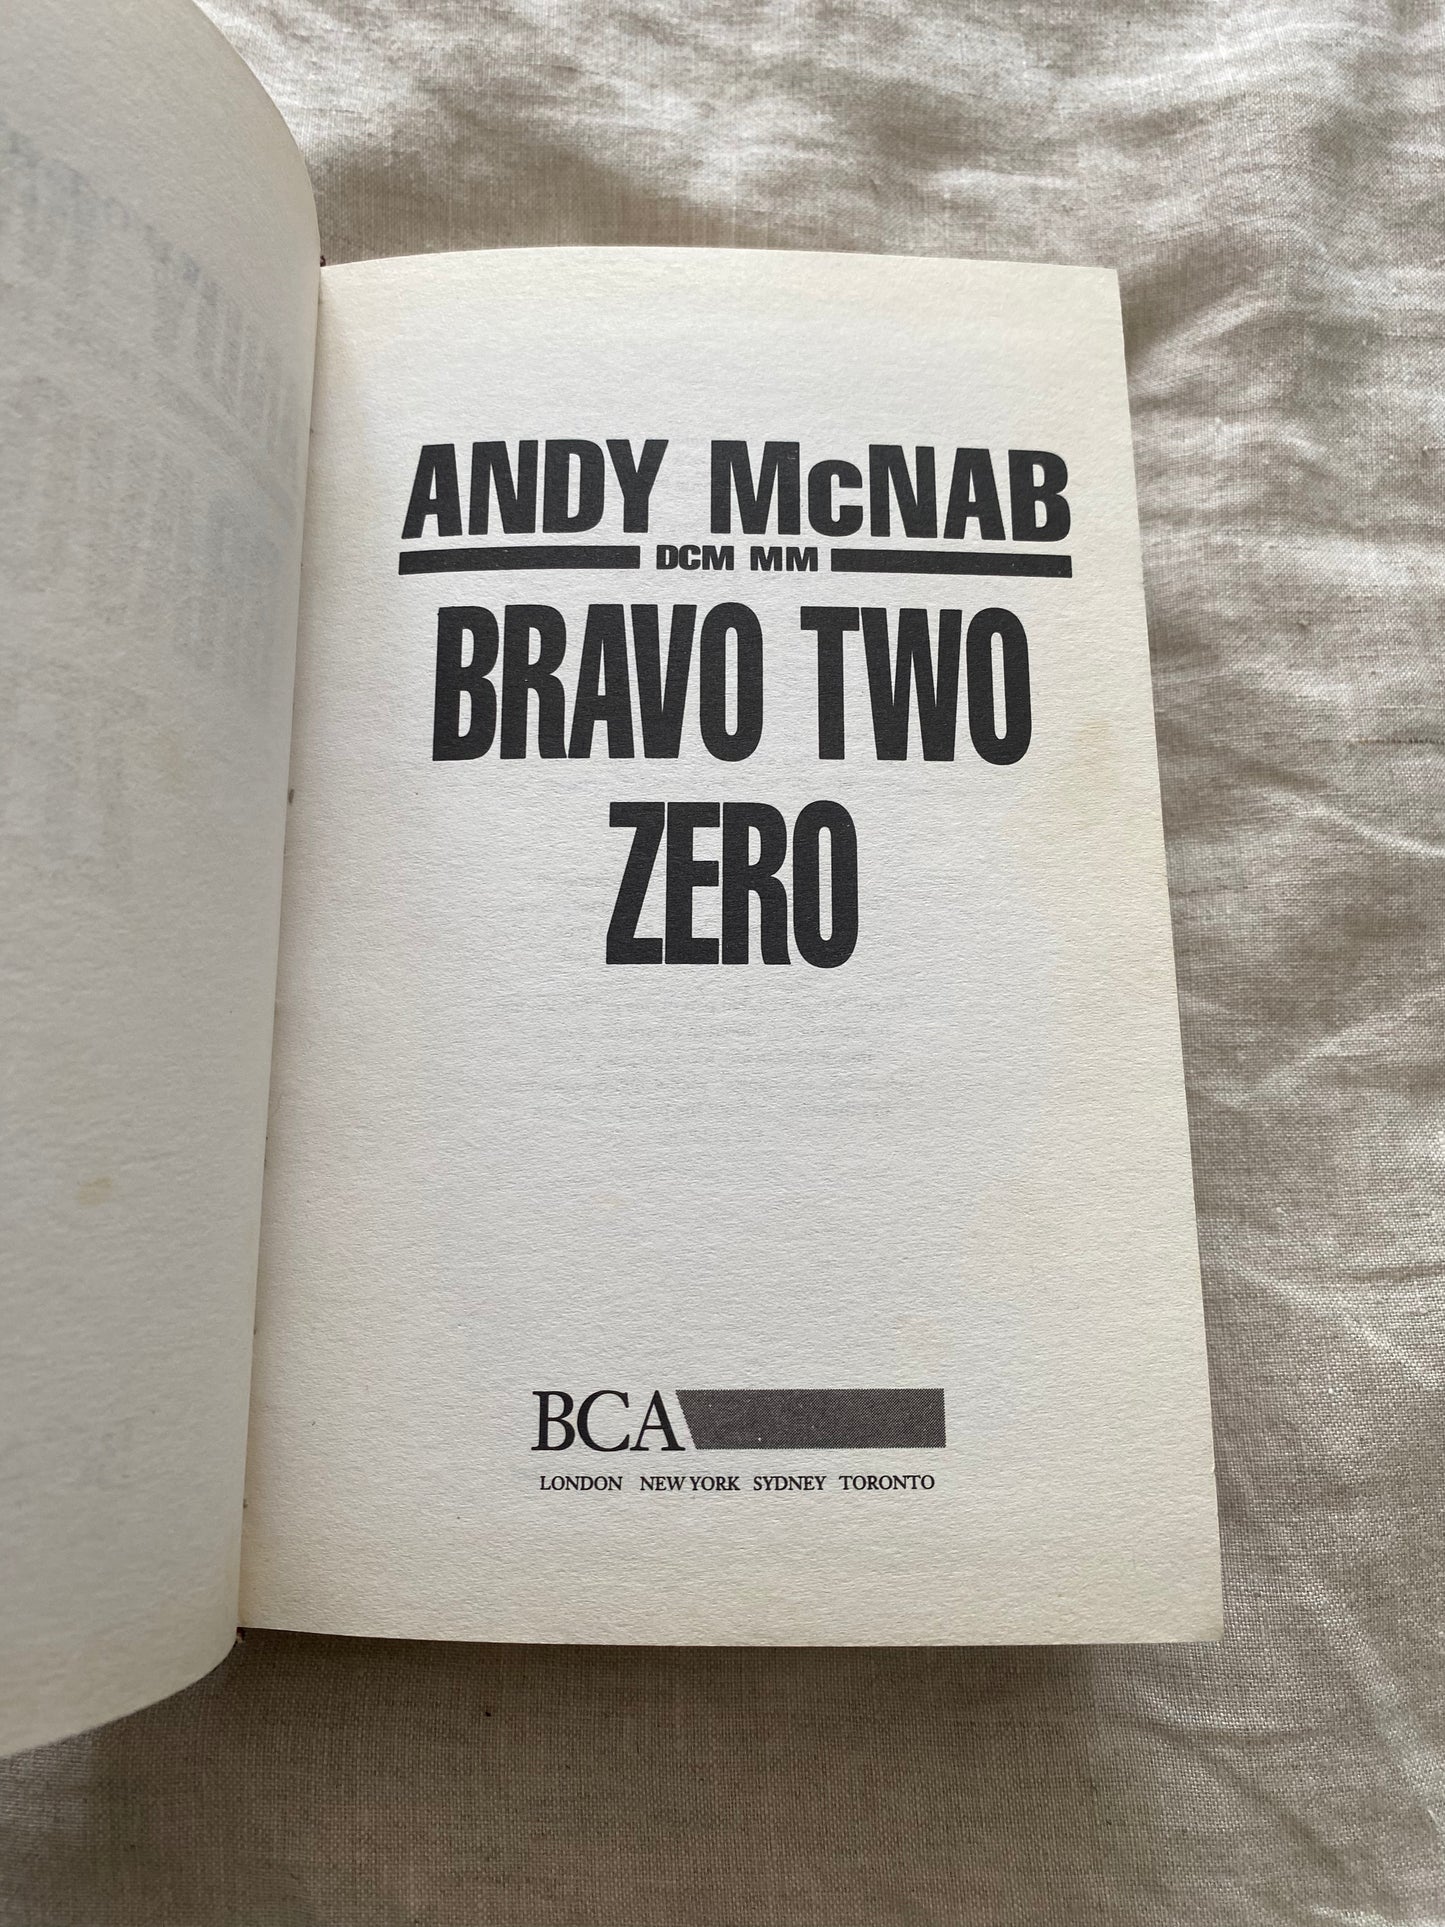 ANDY McNAB
DCM MM
BRAVO TWO
ZERO
BCA
LONDON NEW YORK SYDNEY TORONTO